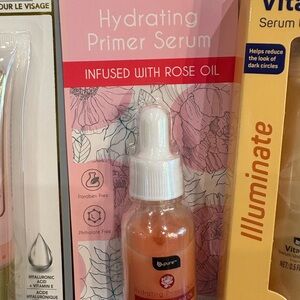 OUR LE VISAGE
HYALURONIC
ACID
+ VITAMIN E
ACIDE
HYALURONIQUE
Hydrating
Primer Serum
INFUSED WITH ROSE OIL
Paraben Free
Phthalate Free
b.pure
Vita
Serum
Helps reduce
the look of
dark circles
Illuminate